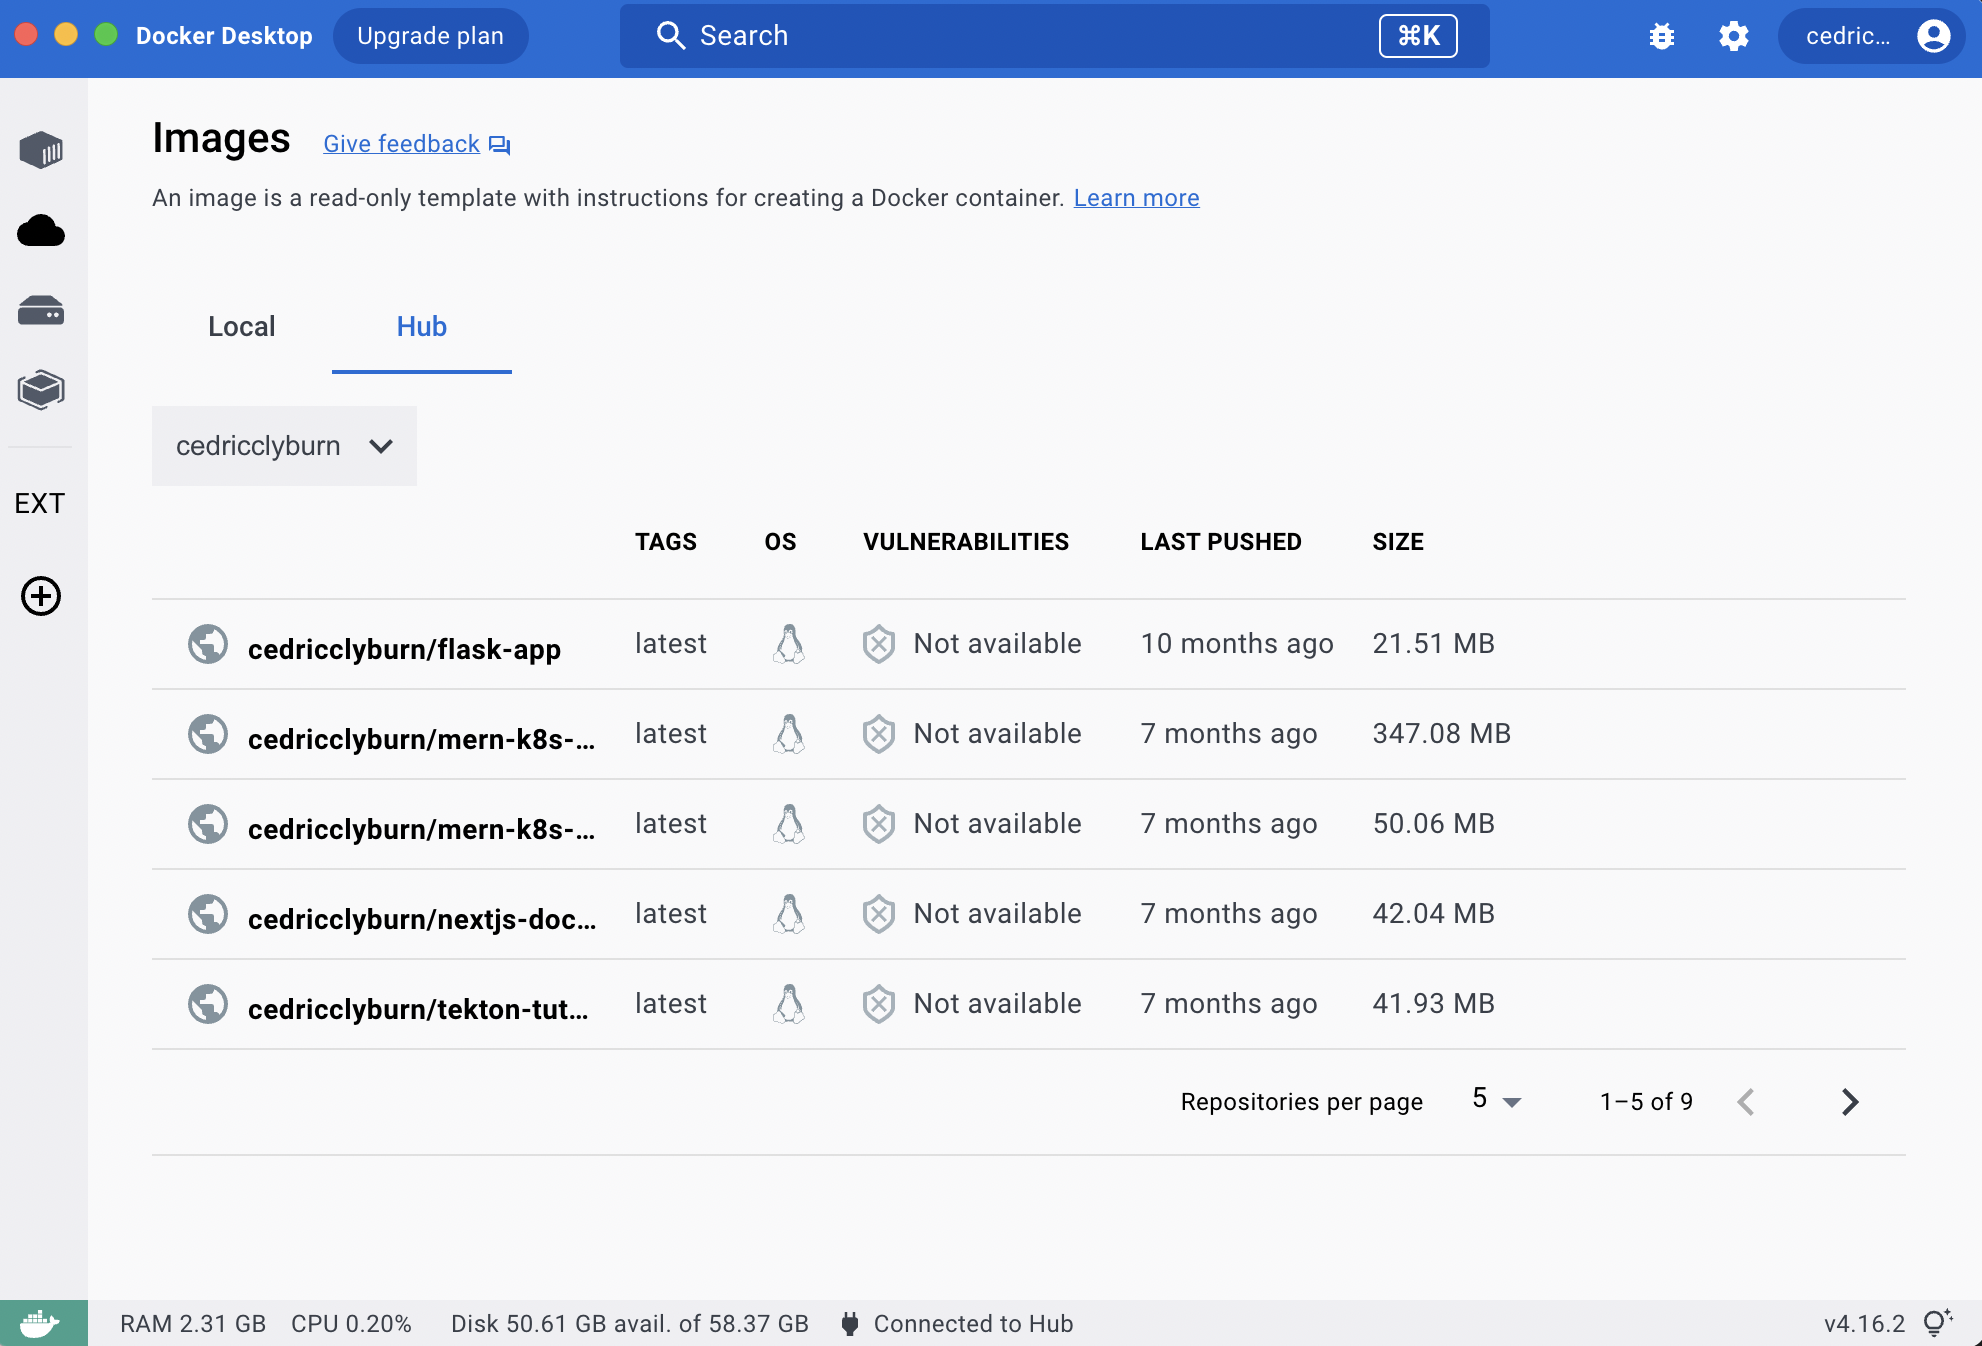 Docker Desktop Upgrade plan Search ⌘K cedric...
Images Give feedback
An image is a read-only template with instructions for creating a Docker container. Learn more
Local Hub
cedricclyburn
EXT
TAGS OS VULNERABILITIES LAST PUSHED SIZE
cedricclyburn/flask-app latest Not available 10 months ago 21.51 MB
cedricclyburn/mern-k8s-... latest Not available 7 months ago 347.08 MB
cedricclyburn/mern-k8s-... latest Not available 7 months ago 50.06 MB
cedricclyburn/nextjs-doc... latest Not available 7 months ago 42.04 MB
cedricclyburn/tekton-tut... latest Not available 7 months ago 41.93 MB
Repositories per page 5 1–5 of 9
RAM 2.31 GB CPU 0.20% Disk 50.61 GB avail. of 58.37 GB Connected to Hub v4.16.2